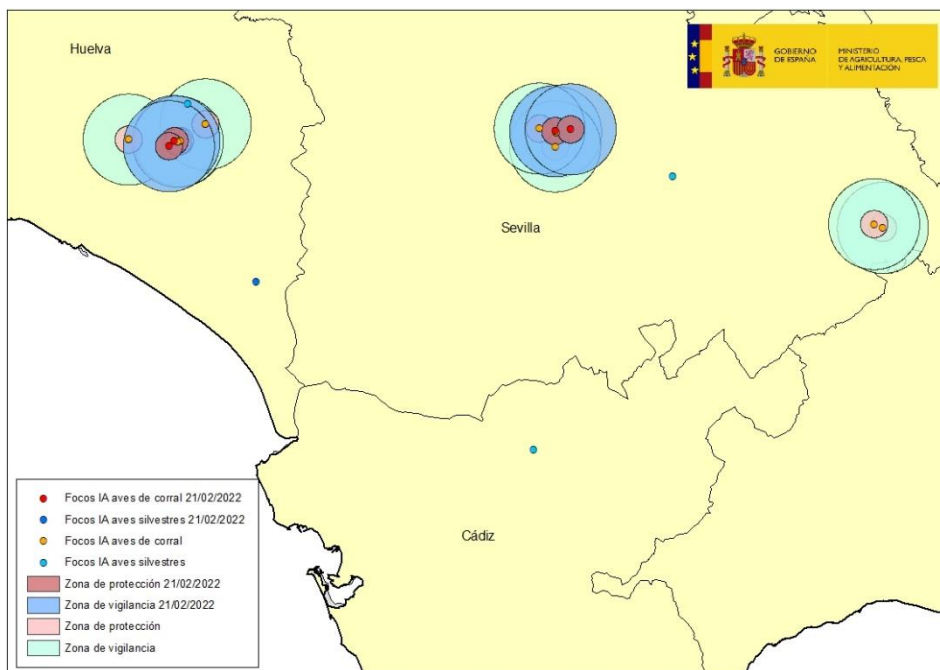 Huelva
GOBIERNO
DE ESPAÑA
MINISTERIO
DE AGRICULTURA, PESCA
Y ALIMENTACIÓN
Sevilla
Cádiz
Focos IA aves de corral 21/02/2022
Focos IA aves silvestres 21/02/2022
Focos IA aves de corral
Focos IA aves silvestres
Zona de protección 21/02/2022
Zona de vigilancia 21/02/2022
Zona de protección
Zona de vigilancia